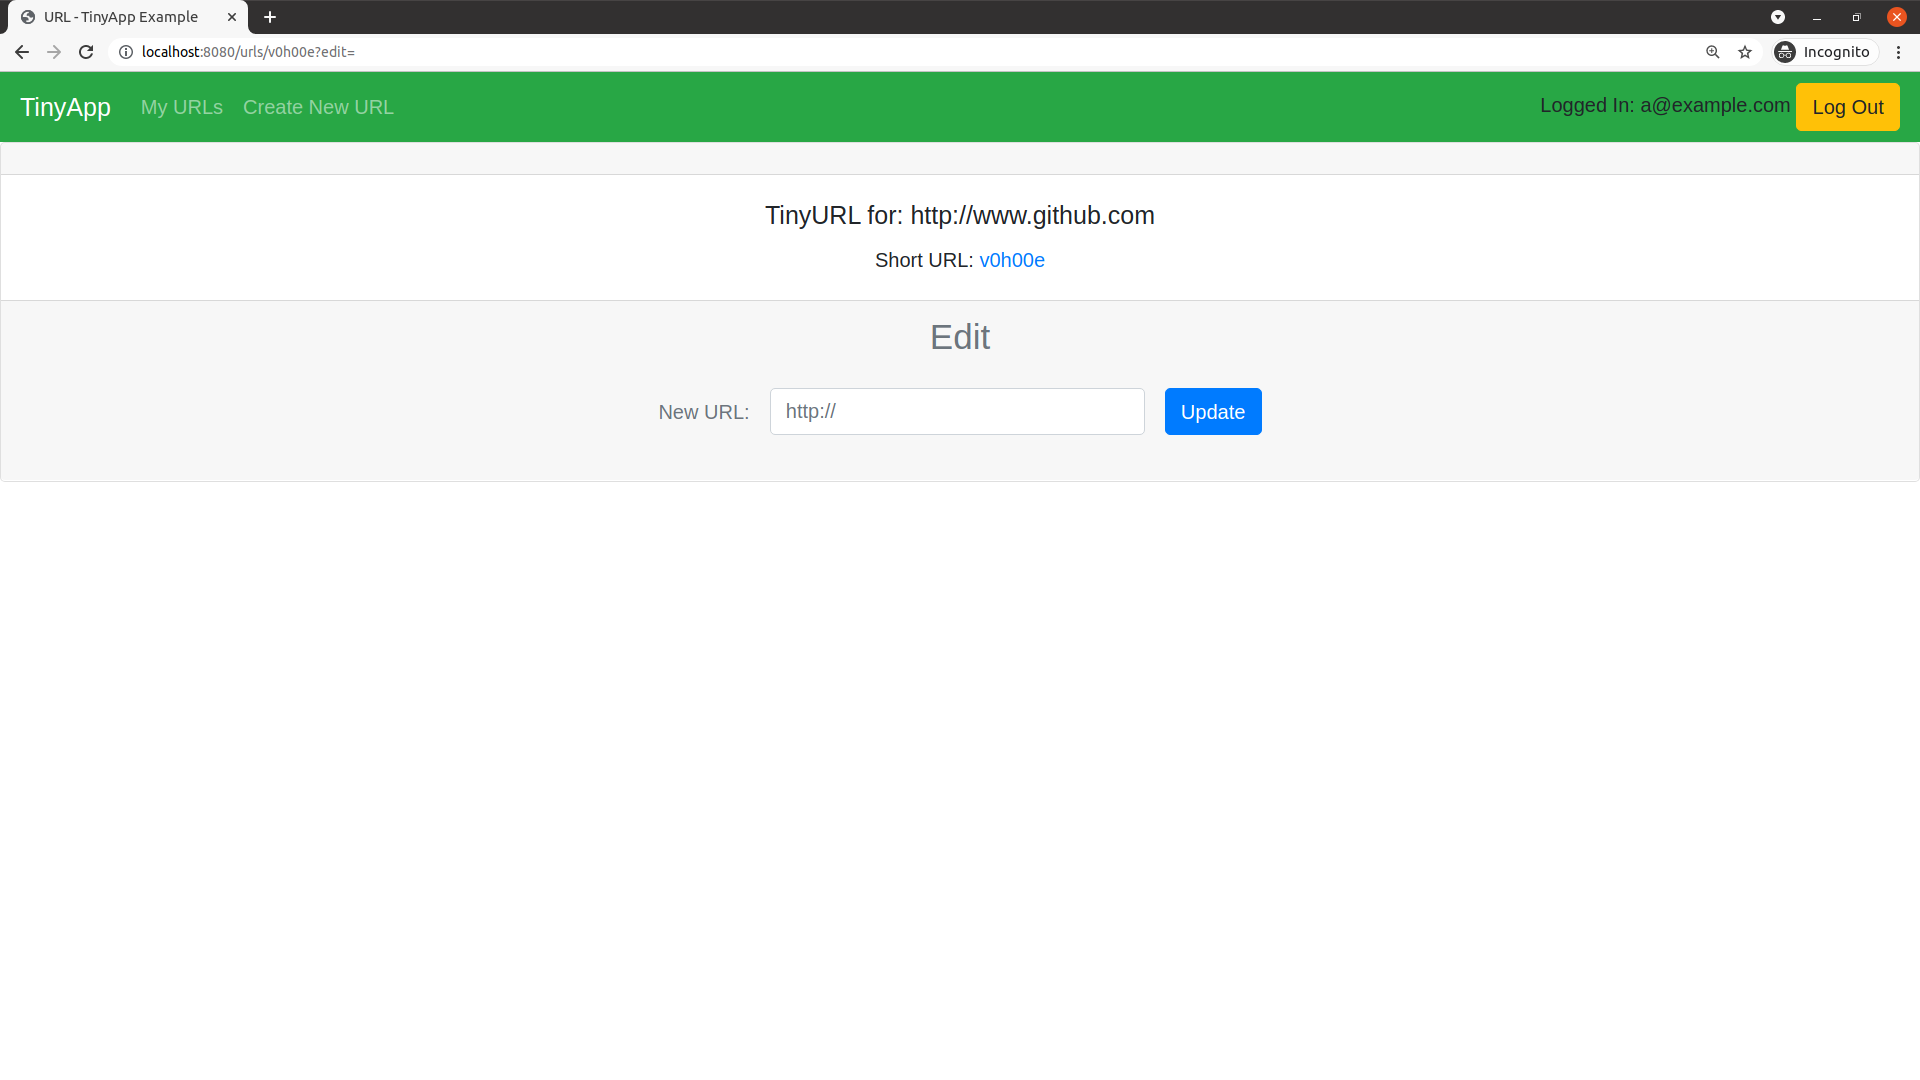 URL - TinyApp Example
localhost:8080/urls/v0h00e?edit=
Incognito
TinyApp My URLs Create New URL Logged In: a@example.com Log Out
TinyURL for: http://www.github.com
Short URL: v0h00e
Edit
New URL: http:// Update